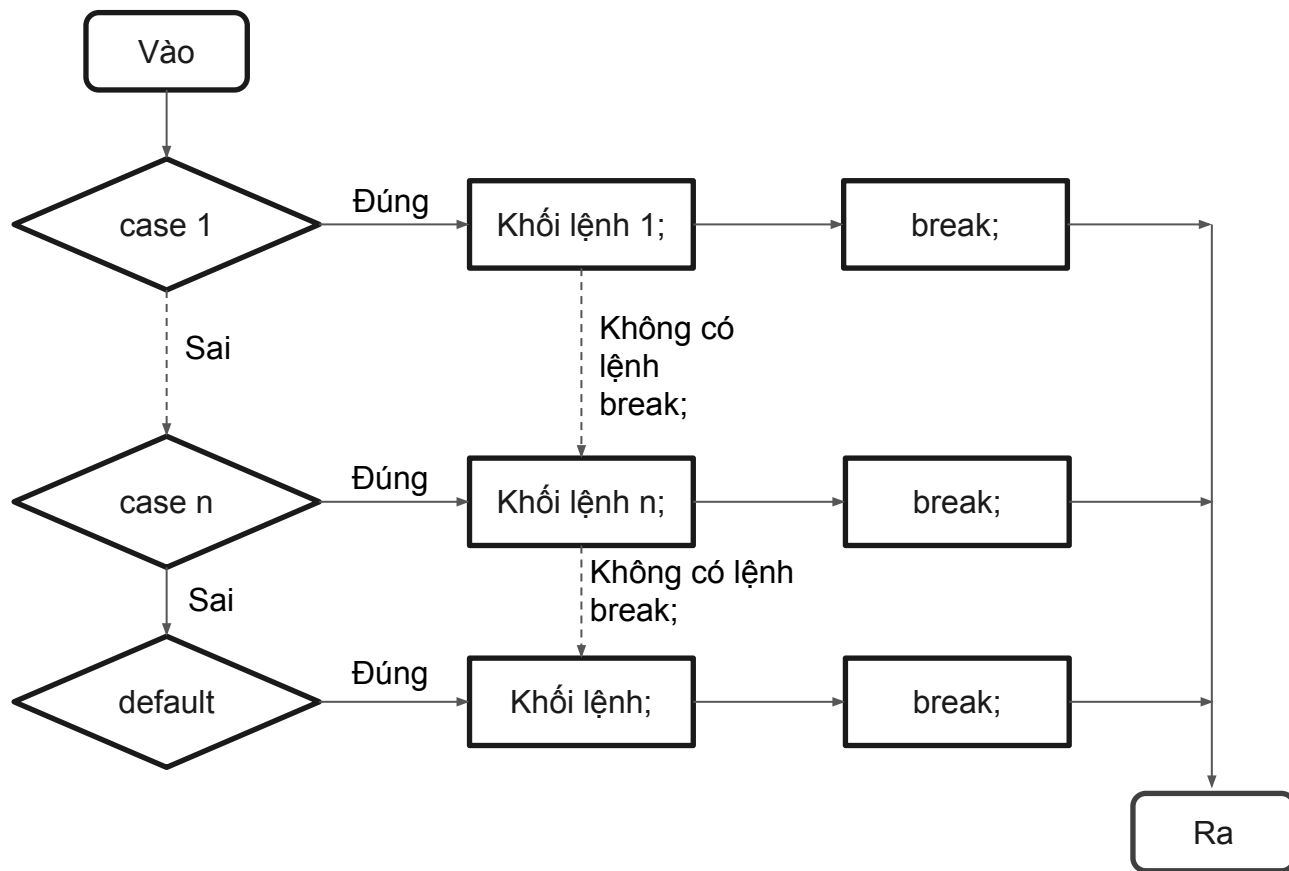 Vào
case 1
Đúng
Khối lệnh 1;
break;
Sai
Không có
lệnh
break;
case n
Đúng
Khối lệnh n;
break;
Sai
Không có lệnh
break;
default
Đúng
Khối lệnh;
break;
Ra